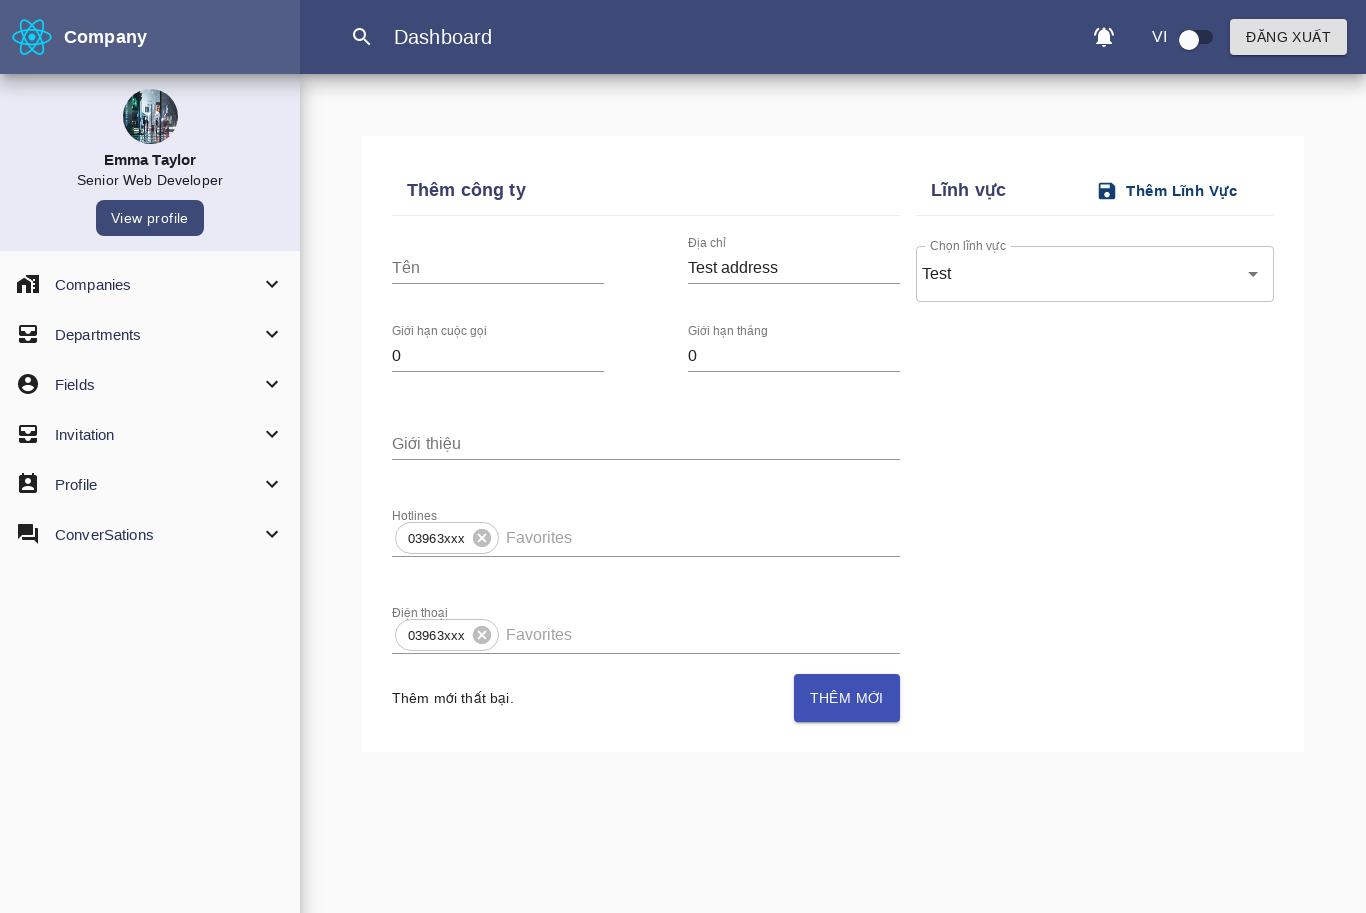 Company
Dashboard
VI
ĐĂNG XUẤT
Emma Taylor
Senior Web Developer
View profile
Companies
Departments
Fields
Invitation
Profile
ConverSations
Thêm công ty
Tên
Địa chỉ
Test address
Giới hạn cuộc gọi
0
Giới hạn tháng
0
Giới thiệu
Hotlines
03963xxx
Favorites
Điện thoại
03963xxx
Favorites
Thêm mới thất bại.
THÊM MỚI
Lĩnh vực
Thêm Lĩnh Vực
Chọn lĩnh vực
Test